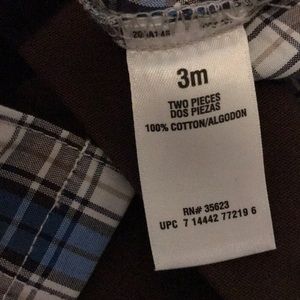 3m
TWO PIECES
DOS PIEZAS
100% COTTON/ALGODON
RN# 35623
UPC 7 14442 77219 6